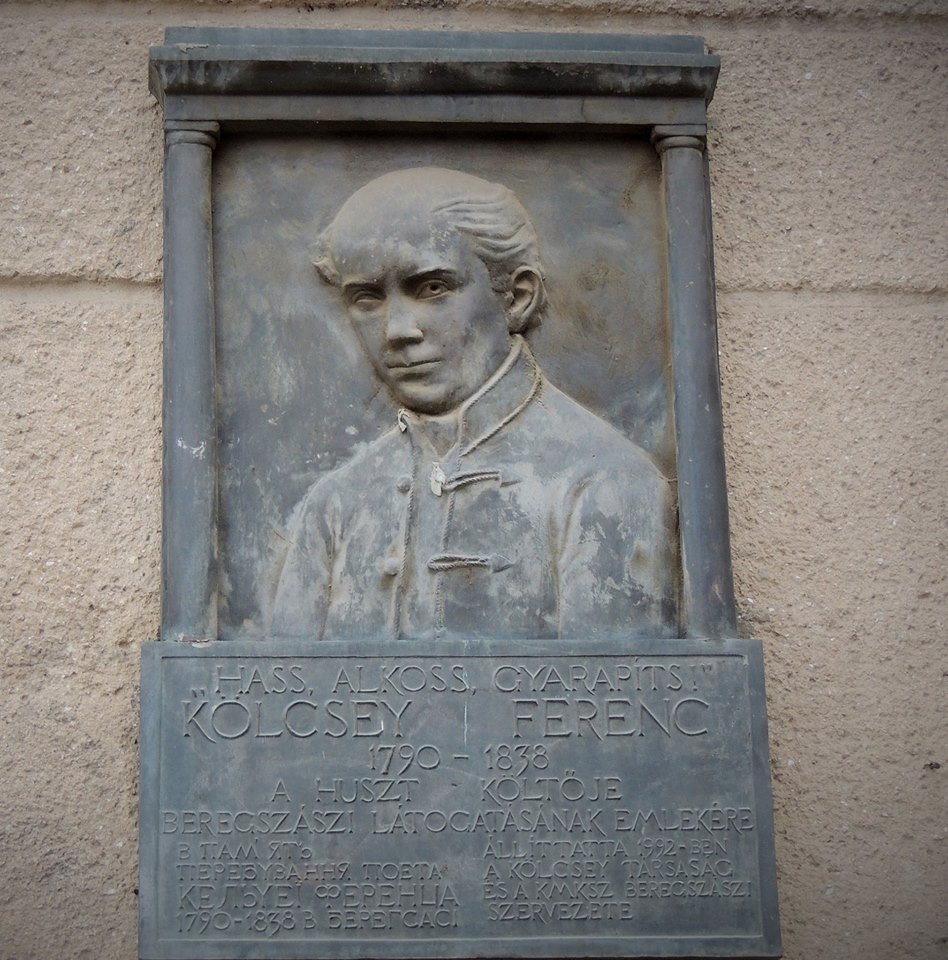 „HASS, ALKOSS, GYARAPÍTS!"
KÖLCSEY FERENC
1790 - 1838
A HUSZT KÖLTŐJE
BEREGSZÁSZI LÁTOGATÁSÁNAK EMLÉKÉRE
В ПАМ'ЯТЬ
ПЕРЕБУВАННЯ ПОЕТА
КЕЛЬЧЕІ ФЕРЕНЦА
1790-1838 В БЕРЕГСАСІ
ÁLLÍTTATTA 1992-BEN
A KÖLCSEY TÁRSASÁG
ÉS A KMKSZ BEREGSZÁSZI
SZERVEZETE